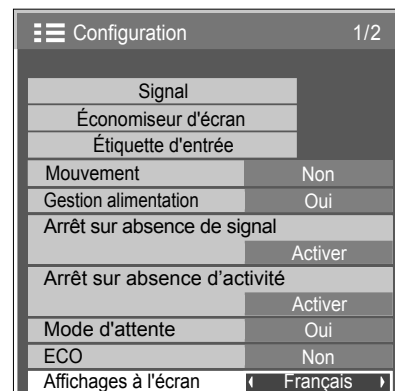 Configuration 1/2
Signal
Économiseur d'écran
Étiquette d'entrée
Mouvement Non
Gestion alimentation Oui
Arrêt sur absence de signal
Activer
Arrêt sur absence d'activité
Activer
Mode d'attente Oui
ECO Non
Affichages à l'écran Français